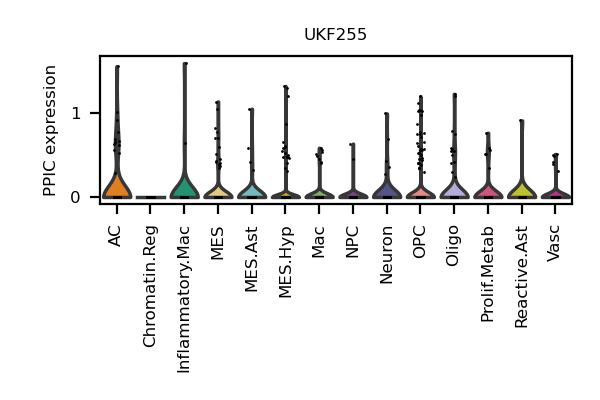 UKF255
PPIC expression
1
0
AC
Chromatin.Reg
Inflammatory.Mac
MES
MES.Ast
MES.Hyp
Mac
NPC
Neuron
OPC
Oligo
Prolif.Metab
Reactive.Ast
Vasc